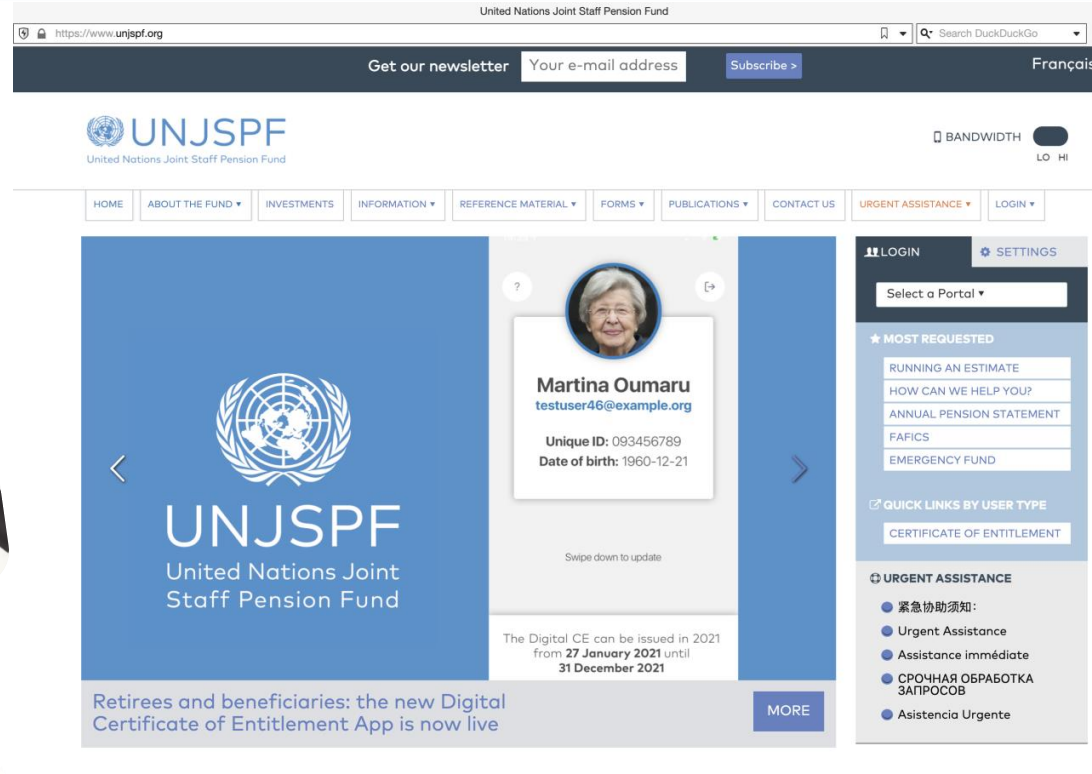 United Nations Joint Staff Pension Fund
https://www.unjspf.org
Search DuckDuckGo
Get our newsletter
Your e-mail address
Subscribe >
Français
UNJSPF
United Nations Joint Staff Pension Fund
BANDWIDTH
LO HI
HOME
ABOUT THE FUND ▾
INVESTMENTS
INFORMATION ▾
REFERENCE MATERIAL ▾
FORMS ▾
PUBLICATIONS ▾
CONTACT US
URGENT ASSISTANCE ▾
LOGIN ▾
?
Martina Oumaru
testuser46@example.org
Unique ID: 093456789
Date of birth: 1960-12-21
Swipe down to update
UNJSPF
United Nations Joint
Staff Pension Fund
The Digital CE can be issued in 2021
from 27 January 2021 until
31 December 2021
Retirees and beneficiaries: the new Digital
Certificate of Entitlement App is now live
MORE
LOGIN
SETTINGS
Select a Portal ▾
MOST REQUESTED
RUNNING AN ESTIMATE
HOW CAN WE HELP YOU?
ANNUAL PENSION STATEMENT
FAFICS
EMERGENCY FUND
QUICK LINKS BY USER TYPE
CERTIFICATE OF ENTITLEMENT
URGENT ASSISTANCE
紧急协助须知:
Urgent Assistance
Assistance immédiate
СРОЧНАЯ ОБРАБОТКА
ЗАПРОСОВ
Asistencia Urgente